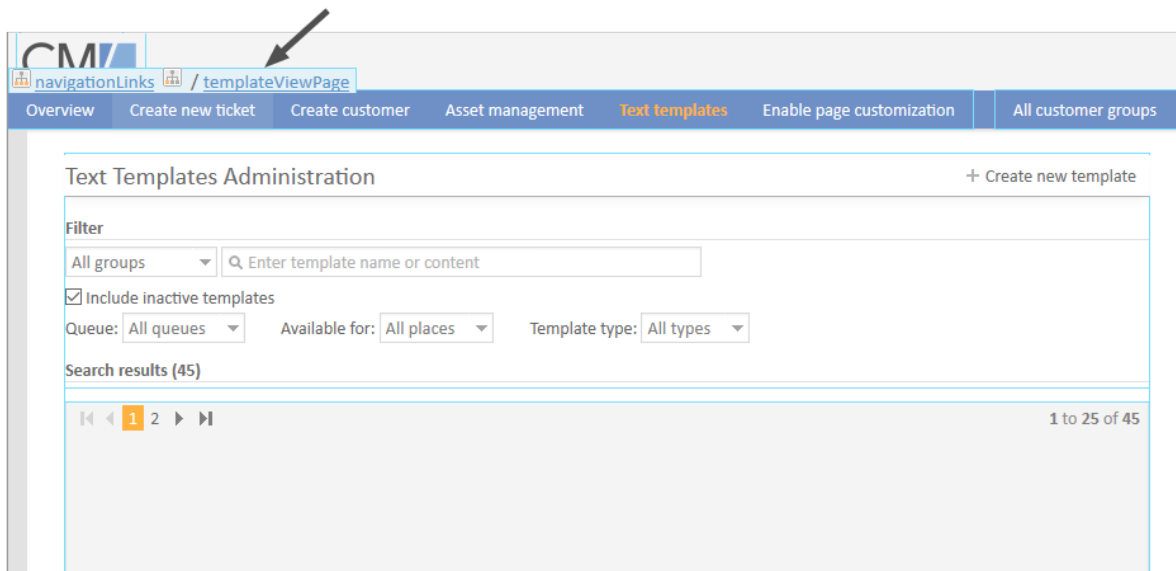 CM/
navigationLinks / templateViewPage
Overview Create new ticket Create customer Asset management Text templates Enable page customization All customer groups
Text Templates Administration + Create new template
Filter
All groups Enter template name or content
Include inactive templates
Queue: All queues Available for: All places Template type: All types
Search results (45)
1 2 1 to 25 of 45